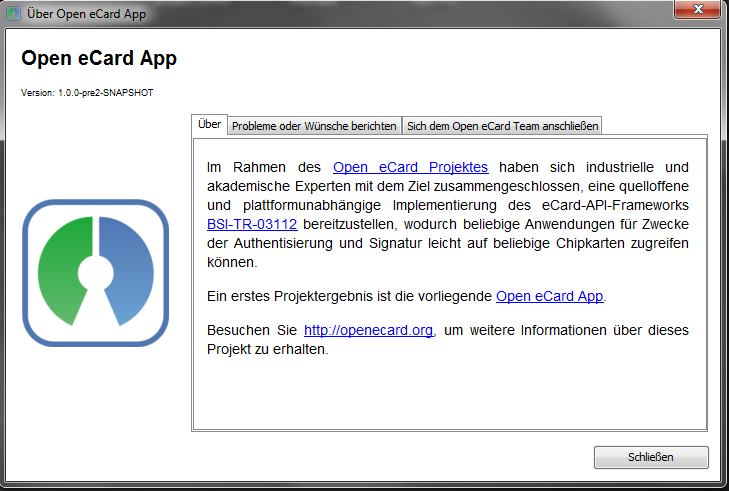 Über Open eCard App
Open eCard App
Version: 1.0.0-pre2-SNAPSHOT
Über
Probleme oder Wünsche berichten
Sich dem Open eCard Team anschließen
Im Rahmen des Open eCard Projektes haben sich industrielle und
akademische Experten mit dem Ziel zusammengeschlossen, eine quelloffene
und plattformunabhängige Implementierung des eCard-API-Frameworks
BSI-TR-03112 bereitzustellen, wodurch beliebige Anwendungen für Zwecke
der Authentisierung und Signatur leicht auf beliebige Chipkarten zugreifen
können.
Ein erstes Projektergebnis ist die vorliegende Open eCard App.
Besuchen Sie http://openecard.org, um weitere Informationen über dieses
Projekt zu erhalten.
Schließen